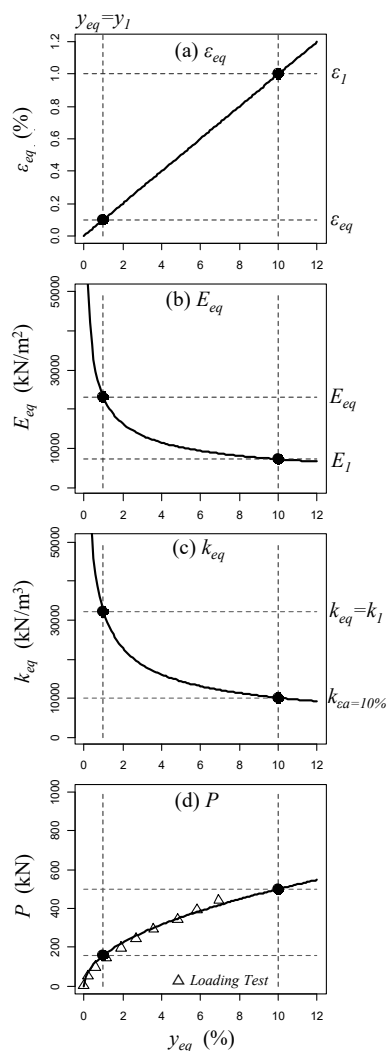 y_eq=y_1
(a) ε_eq
ε_eq. (%)
0.0 0.2 0.4 0.6 0.8 1.0 1.2
ε_1
ε_eq
0 2 4 6 8 10 12
(b) E_eq
E_eq (kN/m²)
0 10000 30000 50000
E_eq
E_1
0 2 4 6 8 10 12
(c) k_eq
k_eq (kN/m³)
0 10000 30000 50000
k_eq=k_1
k_εa=10%
0 2 4 6 8 10 12
(d) P
P (kN)
0 200 400 600 800 1000
△ Loading Test
0 2 4 6 8 10 12
y_eq (%)